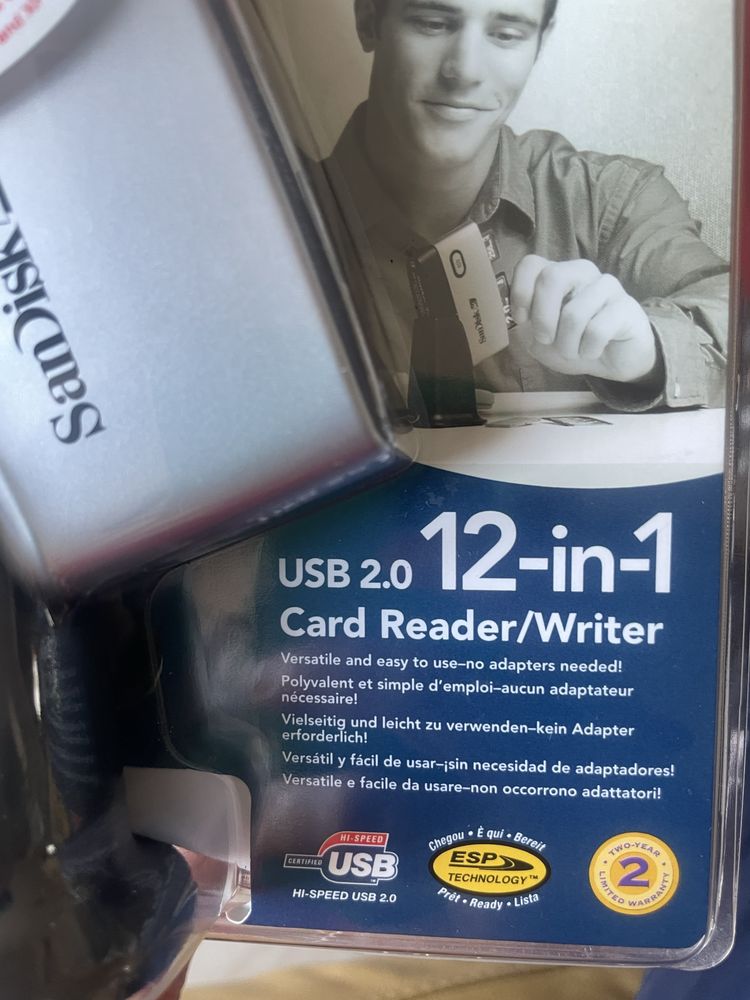 SanDisk
SanDisk
USB 2.0 12-in-1
Card Reader/Writer
Versatile and easy to use–no adapters needed!
Polyvalent et simple d'emploi–aucun adaptateur
nécessaire!
Vielseitig und leicht zu verwenden–kein Adapter
erforderlich!
Versátil y fácil de usar–¡sin necesidad de adaptadores!
Versatile e facile da usare–non occorrono adattatori!
HI-SPEED
CERTIFIED USB™
HI-SPEED USB 2.0
Chegou • È qui • Bereit
ESP
TECHNOLOGY™
Prêt • Ready • Lista
TWO-YEAR
2
LIMITED WARRANTY